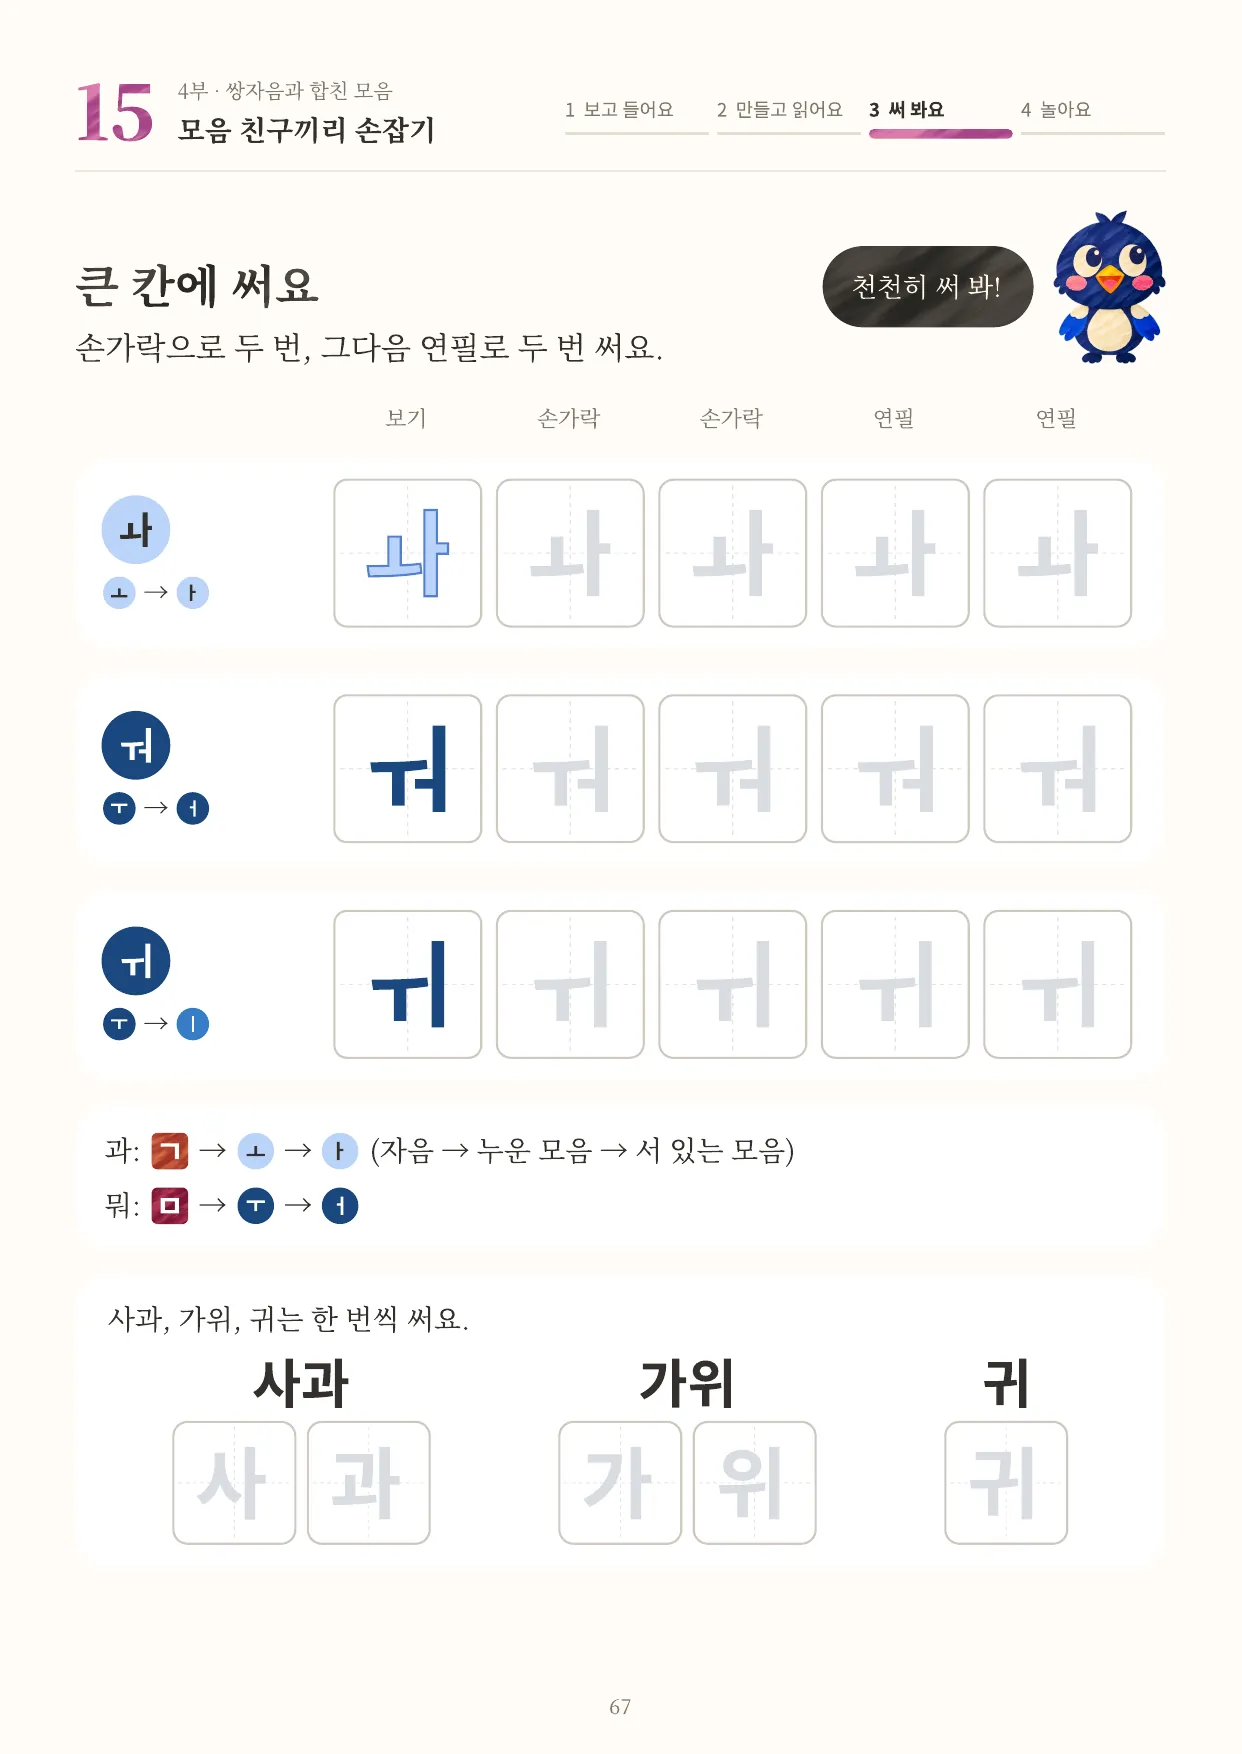 15
4부 · 쌍자음과 합친 모음
모음 친구끼리 손잡기
1 보고 들어요 2 만들고 읽어요 3 써 봐요 4 놀아요
큰 칸에 써요
천천히 써 봐!
손가락으로 두 번, 그다음 연필로 두 번 써요.
보기 손가락 손가락 연필 연필
ㅘ ㅘ ㅘ ㅘ ㅘ ㅘ
ㅗ → ㅏ
ㅝ ㅝ ㅝ ㅝ ㅝ ㅝ
ㅜ → ㅓ
ㅟ ㅟ ㅟ ㅟ ㅟ ㅟ
ㅜ → ㅣ
과: ㄱ → ㅗ → ㅏ (자음 → 누운 모음 → 서 있는 모음)
뭐: ㅁ → ㅜ → ㅓ
사과, 가위, 귀는 한 번씩 써요.
사과 가위 귀
사 과 가 위 귀
67